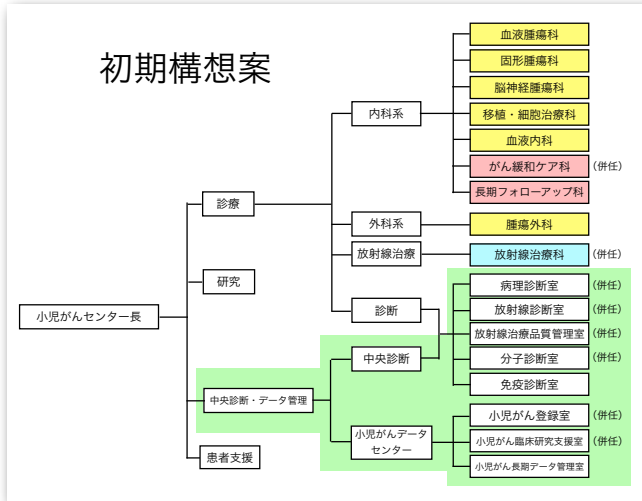 初期構想案
血液腫瘍科
固形腫瘍科
脳神経腫瘍科
内科系
移植・細胞治療科
血液内科
がん緩和ケア科 (併任)
長期フォローアップ科
診療
外科系
腫瘍外科
放射線治療
放射線治療科 (併任)
研究
病理診断室 (併任)
診断
放射線診断室 (併任)
小児がんセンター長
放射線治療品質管理室 (併任)
中央診断
分子診断室 (併任)
免疫診断室
中央診断・データ管理
小児がん登録室 (併任)
小児がんデータ
センター
小児がん臨床研究支援室 (併任)
患者支援
小児がん長期データ管理室